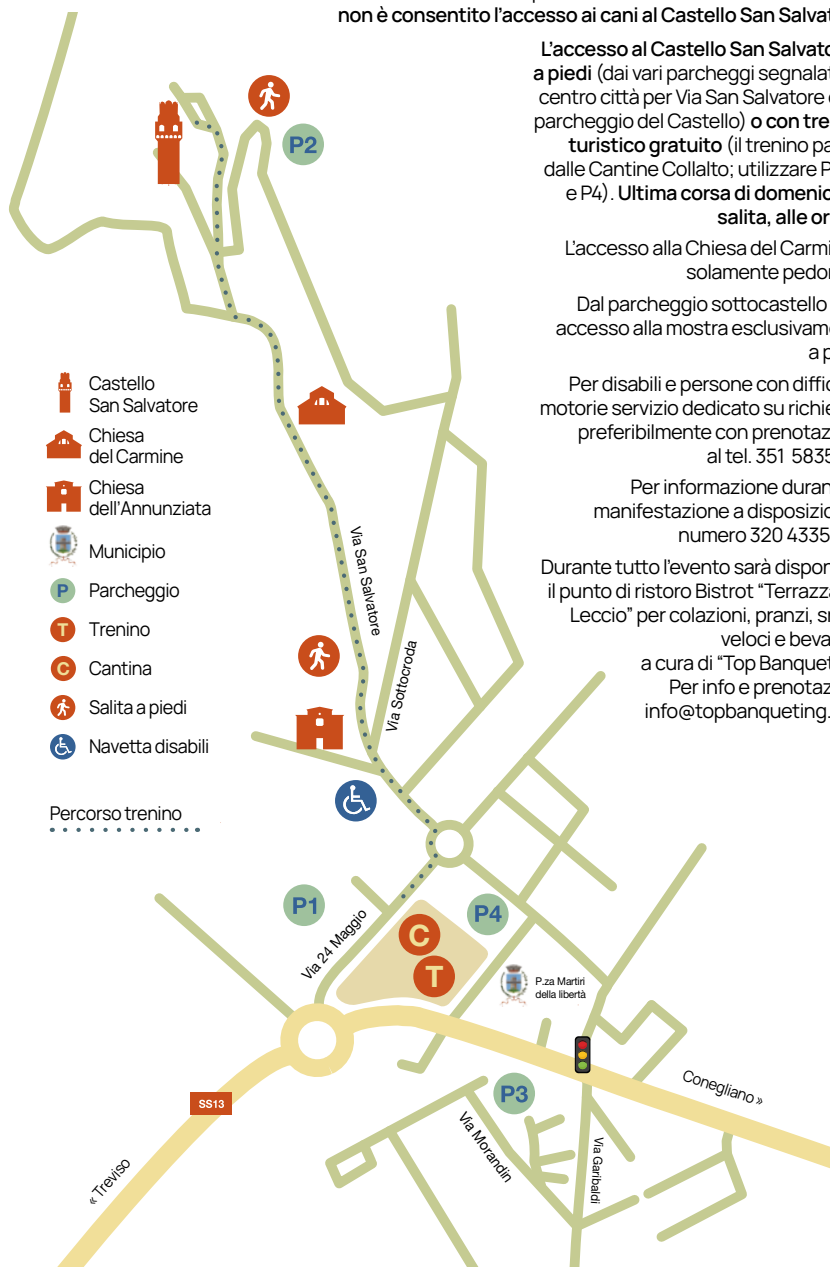 non è consentito l'accesso ai cani al Castello San Salvat
L'accesso al Castello San Salvato
a piedi (dai vari parcheggi segnalat
centro città per Via San Salvatore
parcheggio del Castello) o con tre
turistico gratuito (il trenino pa
dalle Cantine Collalto; utilizzare P
e P4). Ultima corsa di domenic
salita, alle or
L'accesso alla Chiesa del Carmi
solamente pedor
Dal parcheggio sottocastello
accesso alla mostra esclusivam
a p
Per disabili e persone con diffic
motorie servizio dedicato su richie
preferibilmente con prenotaz
al tel. 351 5835
Per informazione duran
manifestazione a disposizio
numero 320 4335
Durante tutto l'evento sarà dispon
il punto di ristoro Bistrot “Terrazza
Leccio” per colazioni, pranzi, sn
veloci e beva
a cura di “Top Banquet
Per info e prenotaz
info@topbanqueting.
P2
Castello
San Salvatore
Chiesa
del Carmine
Chiesa
dell'Annunziata
Municipio
P Parcheggio
T Trenino
C Cantina
Salita a piedi
Navetta disabili
Percorso trenino
Via San Salvatore
Via Sottocroda
P1
Via 24 Maggio
P4
C
T
P.za Martiri
della libertà
P3
SS13
Conegliano »
« Treviso
Via Morandin
Via Garibaldi